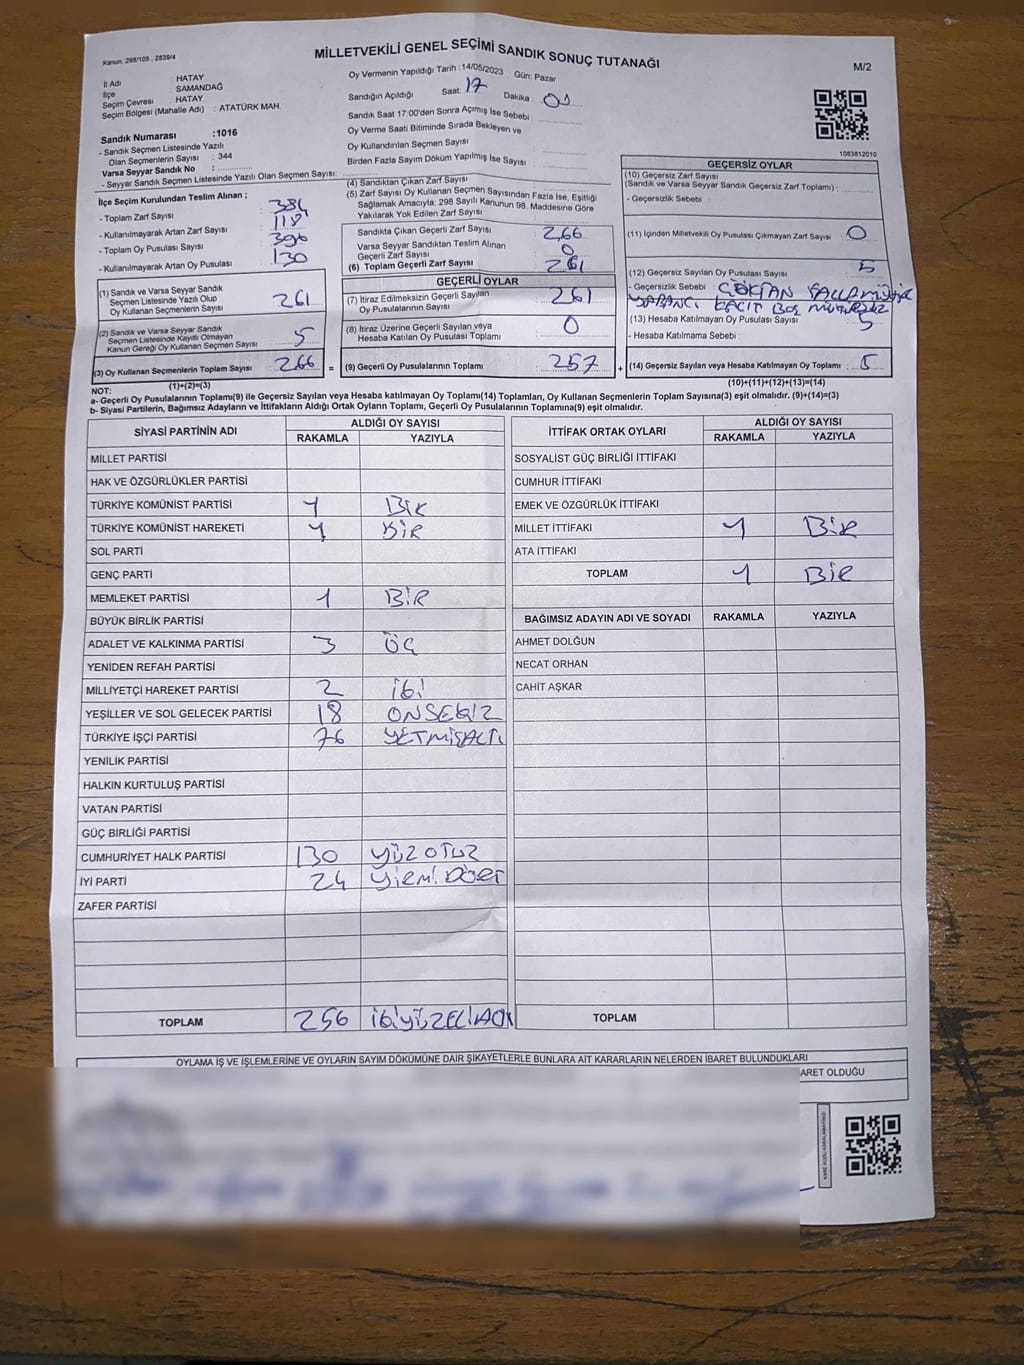 Kanun. 298/105 , 2839/4
MİLLETVEKİLİ GENEL SEÇİMİ SANDIK SONUÇ TUTANAĞI
M/2
İl Adı : HATAY
İlçe : SAMANDAĞ
Seçim Çevresi : HATAY
Seçim Bölgesi (Mahalle Adı) : ATATÜRK MAH.
Sandık Numarası :1016
- Sandık Seçmen Listesinde Yazılı
Olan Seçmenlerin Sayısı : 344
Varsa Seyyar Sandık No :
- Seyyar Sandık Seçmen Listesinde Yazılı Olan Seçmen Sayısı:
Oy Vermenin Yapıldığı Tarih : 14/05/2023 Gün: Pazar
Sandığın Açıldığı Saat: 17 Dakika :
Sandık Saat 17:00'den Sonra Açımış İse Sebebi :
Oy Verme Saati Bitiminde Sırada Bekleyen ve
Oy Kullandırılan Seçmen Sayısı :
Birden Fazla Sayım Döküm Yapılmış İse Sayısı :
1083812010
İlçe Seçim Kurulundan Teslim Alınan ;
- Toplam Zarf Sayısı : 384
- Kullanılmayarak Artan Zarf Sayısı : 118
- Toplam Oy Pusulası Sayısı : 396
- Kullanılmayarak Artan Oy Pusulası : 130
(1) Sandık ve Varsa Seyyar Sandık
Seçmen Listesinde Yazılı Olup
Oy Kullanan Seçmenlerin Sayısı : 261
(2) Sandık ve Varsa Seyyar Sandık
Seçmen Listesinde Kayıtlı Olmayan
Kanun Gereği Oy Kullanan Seçmen Sayısı : 5
(3) Oy Kullanan Seçmenlerin Toplam Sayısı : 266 =
(1)+(2)=(3)
(4) Sandıktan Çıkan Zarf Sayısı
(5) Zarf Sayısı Oy Kullanan Seçmen Sayısından Fazla İse, Eşitliği
Sağlamak Amacıyla; 298 Sayılı Kanunun 98. Maddesine Göre
Yakılarak Yok Edilen Zarf Sayısı :
Sandıkta Çıkan Geçerli Zarf Sayısı : 266
Varsa Seyyar Sandıktan Teslim Alınan
Geçerli Zarf Sayısı : 0
(6) Toplam Geçerli Zarf Sayısı : 261
GEÇERLİ OYLAR
(7) İtiraz Edilmeksizin Geçerli Sayılan
Oy Pusulalarının Sayısı : 261
(8) İtiraz Üzerine Geçerli Sayılan veya
Hesaba Katılan Oy Pusulası Toplamı : 0
(9) Geçerli Oy Pusulalarının Toplamı : 257 +
GEÇERSİZ OYLAR
(10) Geçersiz Zarf Sayısı
(Sandık ve Varsa Seyyar Sandık Geçersiz Zarf Toplamı) :
- Geçersizlik Sebebi :
(11) İçinden Milletvekili Oy Pusulası Çıkmayan Zarf Sayısı : 0
(12) Geçersiz Sayılan Oy Pusulası Sayısı : 5
- Geçersizlik Sebebi :
YABANCI
(13) Hesaba Katılmayan Oy Pusulası Sayısı : 5
- Hesaba Katılmama Sebebi :
(14) Geçersiz Sayılan veya Hesaba Katılmayan Oy Toplamı : 5
(10)+(11)+(12)+(13)=(14)
NOT:
a- Geçerli Oy Pusulalarının Toplamı(9) ile Geçersiz Sayılan veya Hesaba Katılmayan Oy Toplamı(14) Toplamları, Oy Kullanan Seçmenlerin Toplam Sayısına(3) eşit olmalıdır. (9)+(14)=(3)
b- Siyasi Partilerin, Bağımsız Adayların ve İttifakların Aldığı Ortak Oyların Toplamı, Geçerli Oy Pusulalarının Toplamına(9) eşit olmalıdır.
SİYASİ PARTİNİN ADI ALDIĞI OY SAYISI
RAKAMLA YAZIYLA
MİLLET PARTİSİ
HAK VE ÖZGÜRLÜKLER PARTİSİ
TÜRKİYE KOMÜNİST PARTİSİ 1 BİR
TÜRKİYE KOMÜNİST HAREKETİ 1 BİR
SOL PARTİ
GENÇ PARTİ
MEMLEKET PARTİSİ 1 BİR
BÜYÜK BİRLİK PARTİSİ
ADALET VE KALKINMA PARTİSİ 3 ÜÇ
YENİDEN REFAH PARTİSİ
MİLLİYETÇİ HAREKET PARTİSİ 2 iki
YEŞİLLER VE SOL GELECEK PARTİSİ 18 ONSEKİZ
TÜRKİYE İŞÇİ PARTİSİ 76 YETMİŞALTI
YENİLİK PARTİSİ
HALKIN KURTULUŞ PARTİSİ
VATAN PARTİSİ
GÜÇ BİRLİĞİ PARTİSİ
CUMHURİYET HALK PARTİSİ 130 YÜZ OTUZ
İYİ PARTİ 24 YİRMİ DÖRT
ZAFER PARTİSİ
TOPLAM 256 İKİYÜZELLİALTI
İTTİFAK ORTAK OYLARI ALDIĞI OY SAYISI
RAKAMLA YAZIYLA
SOSYALİST GÜÇ BİRLİĞİ İTTİFAKI
CUMHUR İTTİFAKI
EMEK VE ÖZGÜRLÜK İTTİFAKI
MİLLET İTTİFAKI 1 BİR
ATA İTTİFAKI
TOPLAM 1 BİR
BAĞIMSIZ ADAYIN ADI VE SOYADI RAKAMLA YAZIYLA
AHMET DOLĞUN
NECAT ORHAN
CAHİT AŞKAR
TOPLAM
OYLAMA İŞ VE İŞLEMLERİNE VE OYLARIN SAYIM DÖKÜMÜNE DAİR ŞİKAYETLERLE BUNLARA AİT KARARLARIN NELERDEN İBARET BULUNDUKLARI
ARET OLDUĞU